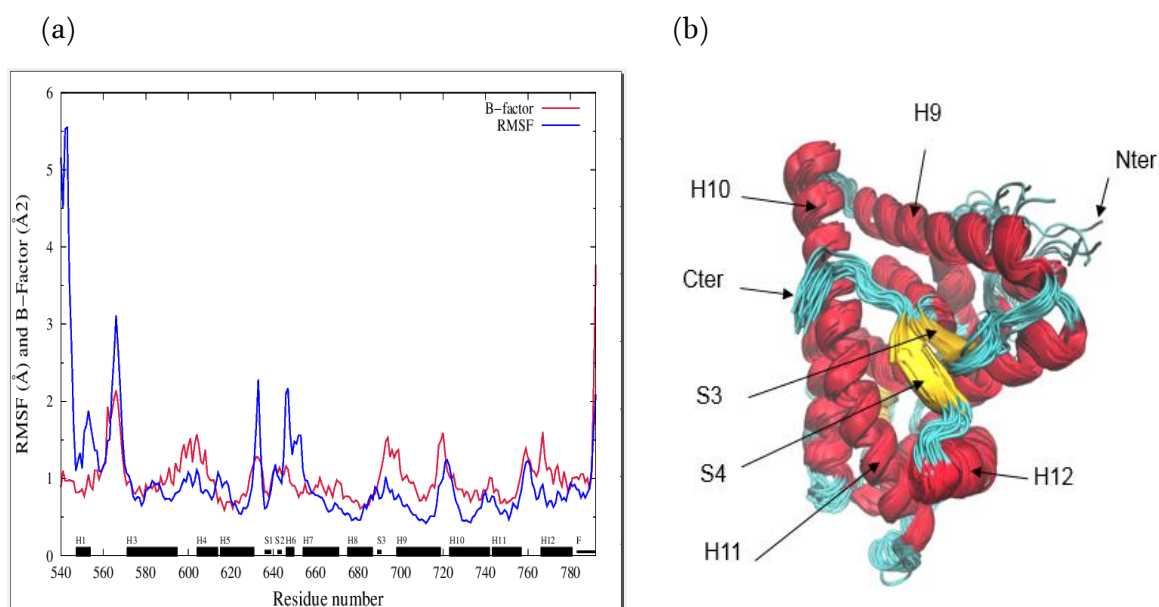 (a)
(b)
6
5
4
3
2
1
0
RMSF (Å) and B-Factor (Å2)
B-factor
RMSF
H1 H3 H4 H5 S1 S2 H6 H7 H8 S3 H9 H10 H11 H12 F
540 560 580 600 620 640 660 680 700 720 740 760 780
Residue number
H9
Nter
H10
Cter
S3
S4
H12
H11